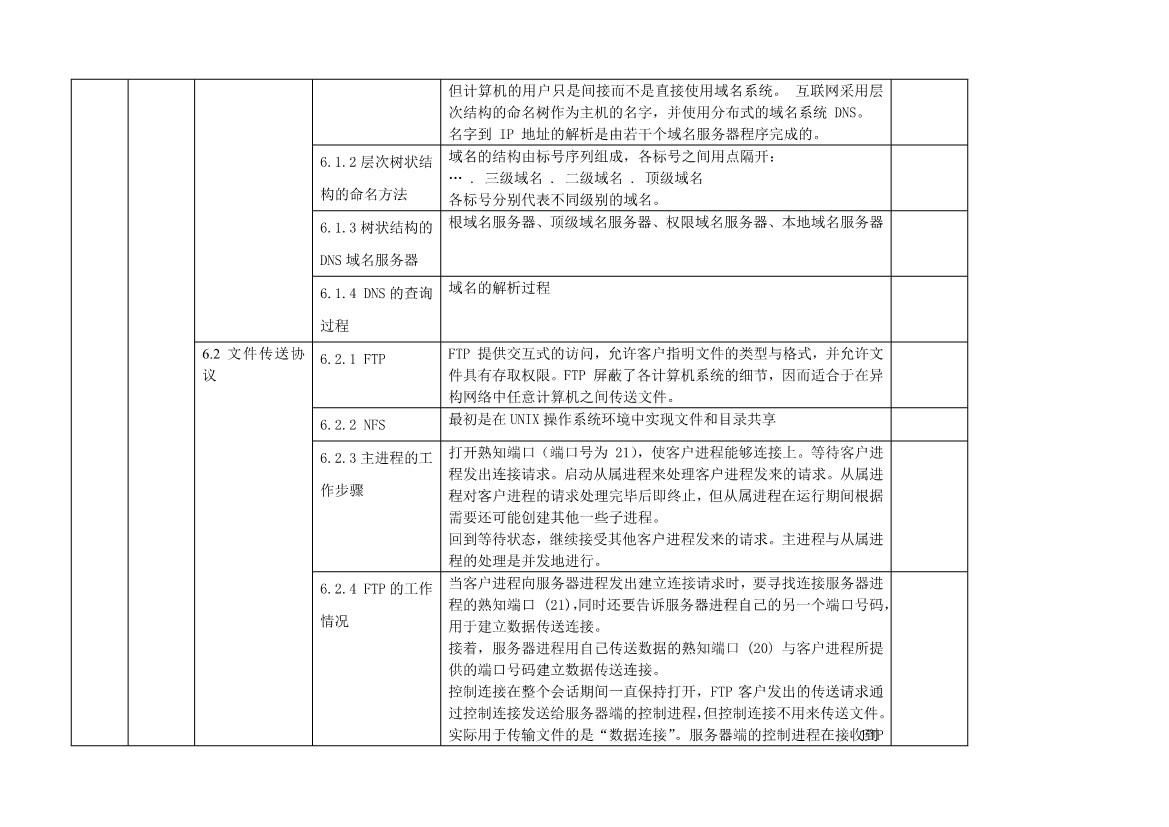 但计算机的用户只是间接而不是直接使用域名系统。 互联网采用层
次结构的命名树作为主机的名字，并使用分布式的域名系统 DNS。
名字到 IP 地址的解析是由若干个域名服务器程序完成的。
6.1.2 层次树状结
构的命名方法
域名的结构由标号序列组成，各标号之间用点隔开：
… . 三级域名 . 二级域名 . 顶级域名
各标号分别代表不同级别的域名。
6.1.3 树状结构的
DNS 域名服务器
根域名服务器、顶级域名服务器、权限域名服务器、本地域名服务器
6.1.4 DNS 的查询
过程
域名的解析过程
6.2 文件传送协
议
6.2.1 FTP
FTP 提供交互式的访问，允许客户指明文件的类型与格式，并允许文
件具有存取权限。FTP 屏蔽了各计算机系统的细节，因而适合于在异
构网络中任意计算机之间传送文件。
6.2.2 NFS
最初是在 UNIX 操作系统环境中实现文件和目录共享
6.2.3 主进程的工
作步骤
打开熟知端口（端口号为 21），使客户进程能够连接上。等待客户进
程发出连接请求。启动从属进程来处理客户进程发来的请求。从属进
程对客户进程的请求处理完毕后即终止，但从属进程在运行期间根据
需要还可能创建其他一些子进程。
回到等待状态，继续接受其他客户进程发来的请求。主进程与从属进
程的处理是并发地进行。
6.2.4 FTP 的工作
情况
当客户进程向服务器进程发出建立连接请求时，要寻找连接服务器进
程的熟知端口 (21)，同时还要告诉服务器进程自己的另一个端口号码，
用于建立数据传送连接。
接着，服务器进程用自己传送数据的熟知端口 (20) 与客户进程所提
供的端口号码建立数据传送连接。
控制连接在整个会话期间一直保持打开，FTP 客户发出的传送请求通
过控制连接发送给服务器端的控制进程，但控制连接不用来传送文件。
实际用于传输文件的是“数据连接”。服务器端的控制进程在接收到